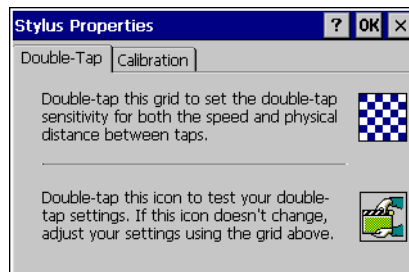 Stylus Properties ? OK ×
Double-Tap Calibration
Double-tap this grid to set the double-tap
sensitivity for both the speed and physical
distance between taps.
Double-tap this icon to test your double-
tap settings. If this icon doesn't change,
adjust your settings using the grid above.